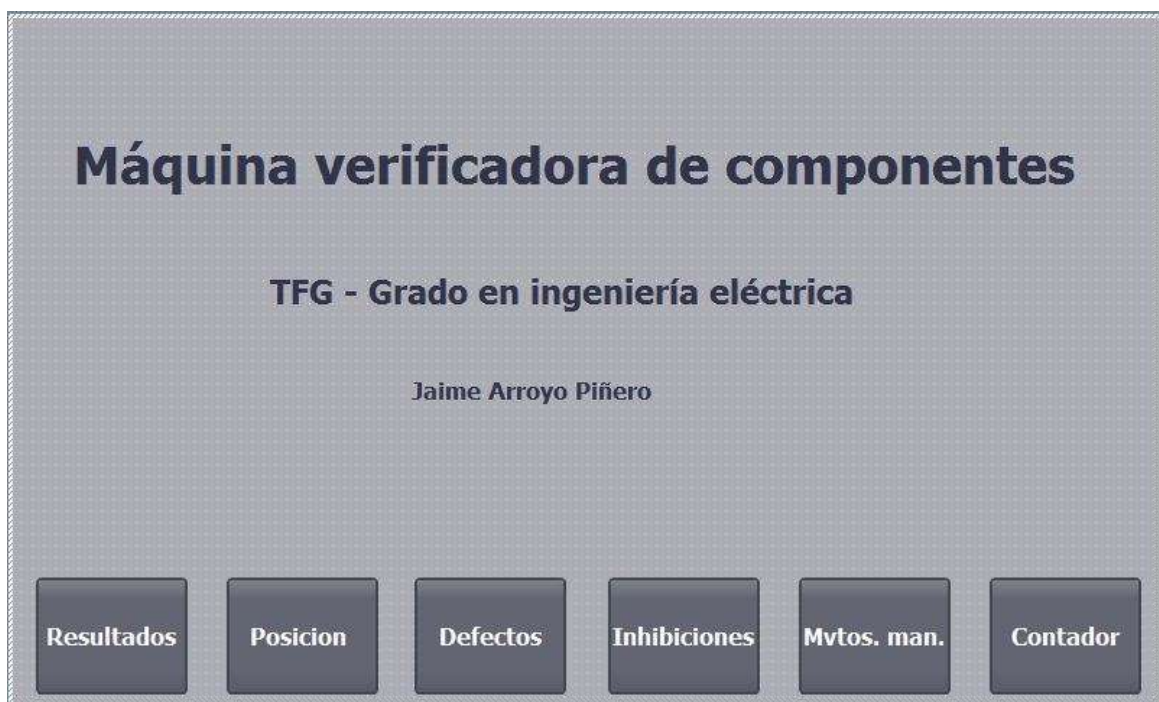 Máquina verificadora de componentes
TFG - Grado en ingeniería eléctrica
Jaime Arroyo Piñero
Resultados Posicion Defectos Inhibiciones Mvtos. man. Contador